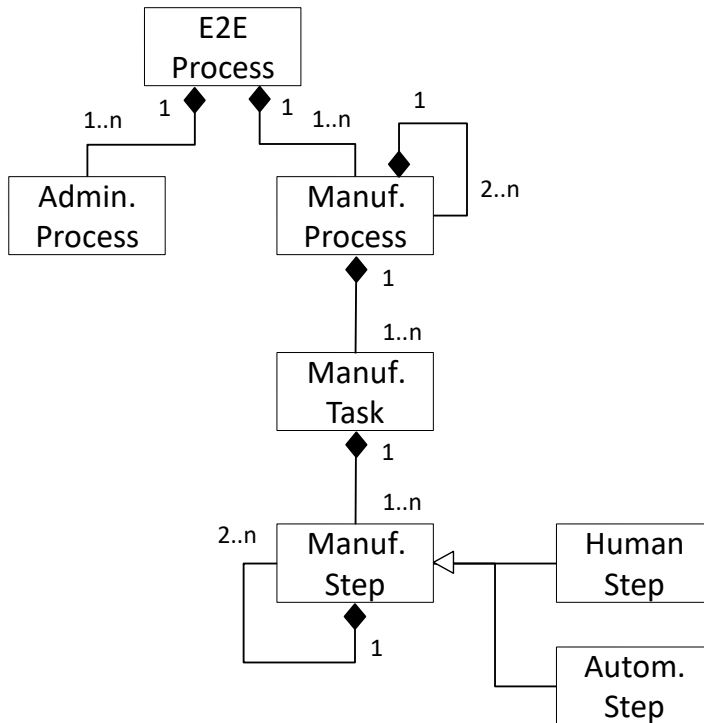 E2E
Process
1
1
1
1..n
1..n
2..n
Admin.
Process
Manuf.
Process
1
1..n
Manuf.
Task
1
1..n
2..n
Manuf.
Step
1
Human
Step
Autom.
Step